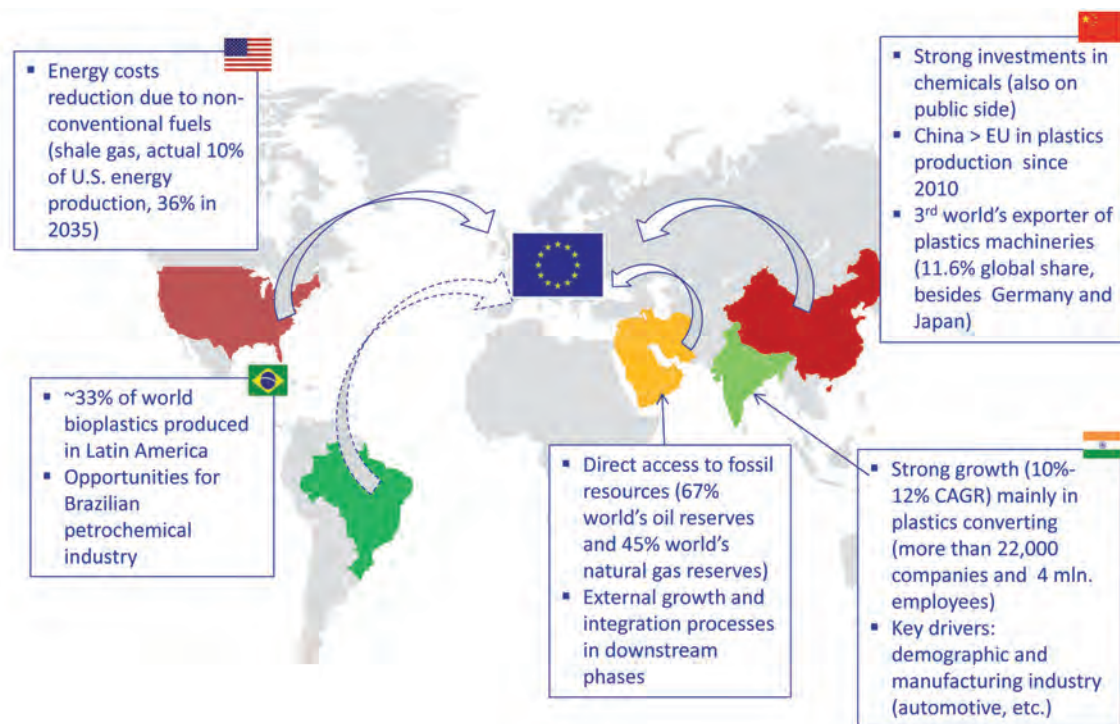 ▪ Energy costs
reduction due to non-
conventional fuels
(shale gas, actual 10%
of U.S. energy
production, 36% in
2035)
▪ Strong investments in
chemicals (also on
public side)
▪ China > EU in plastics
production since
2010
▪ 3rd world's exporter of
plastics machineries
(11.6% global share,
besides Germany and
Japan)
▪ ~33% of world
bioplastics produced
in Latin America
▪ Opportunities for
Brazilian
petrochemical
industry
▪ Direct access to fossil
resources (67%
world's oil reserves
and 45% world's
natural gas reserves)
▪ External growth and
integration processes
in downstream
phases
▪ Strong growth (10%-
12% CAGR) mainly in
plastics converting
(more than 22,000
companies and 4 mln.
employees)
▪ Key drivers:
demographic and
manufacturing industry
(automotive, etc.)